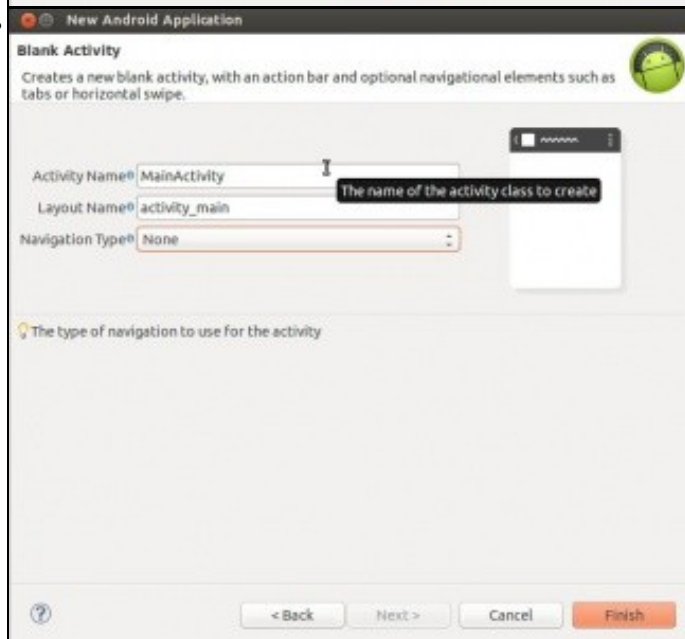 New Android Application
Blank Activity
Creates a new blank activity, with an action bar and optional navigational elements such as
tabs or horizontal swipe.
Activity Name MainActivity
The name of the activity class to create
Layout Name activity_main
Navigation Type None
The type of navigation to use for the activity
? < Back Next > Cancel Finish